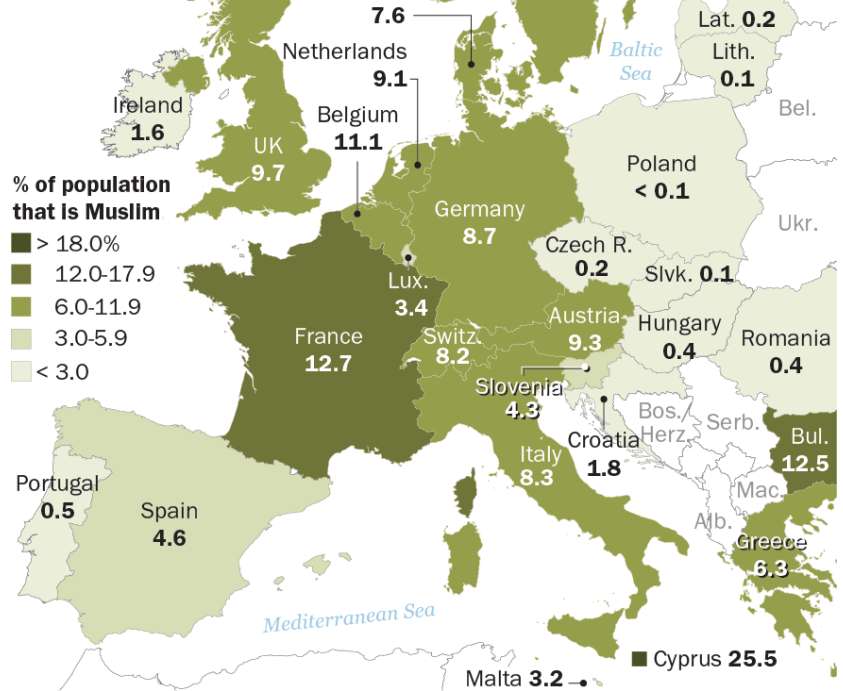 7.6
Lat. 0.2
Baltic
Sea
Lith.
0.1
Netherlands
9.1
Belgium
11.1
Ireland
1.6
Bel.
UK
9.7
Poland
< 0.1
% of population
that is Muslim
> 18.0%
12.0-17.9
6.0-11.9
3.0-5.9
< 3.0
Germany
8.7
Ukr.
Czech R.
0.2
Slvk. 0.1
Lux.
3.4
Austria
9.3
Hungary
0.4
Romania
0.4
France
12.7
Switz.
8.2
Slovenia
4.3
Bos./
Herz.
Serb.
Croatia
1.8
Bul.
12.5
Italy
8.3
Portugal
0.5
Spain
4.6
Mac.
Alb.
Greece
6.3
Mediterranean Sea
Cyprus 25.5
Malta 3.2